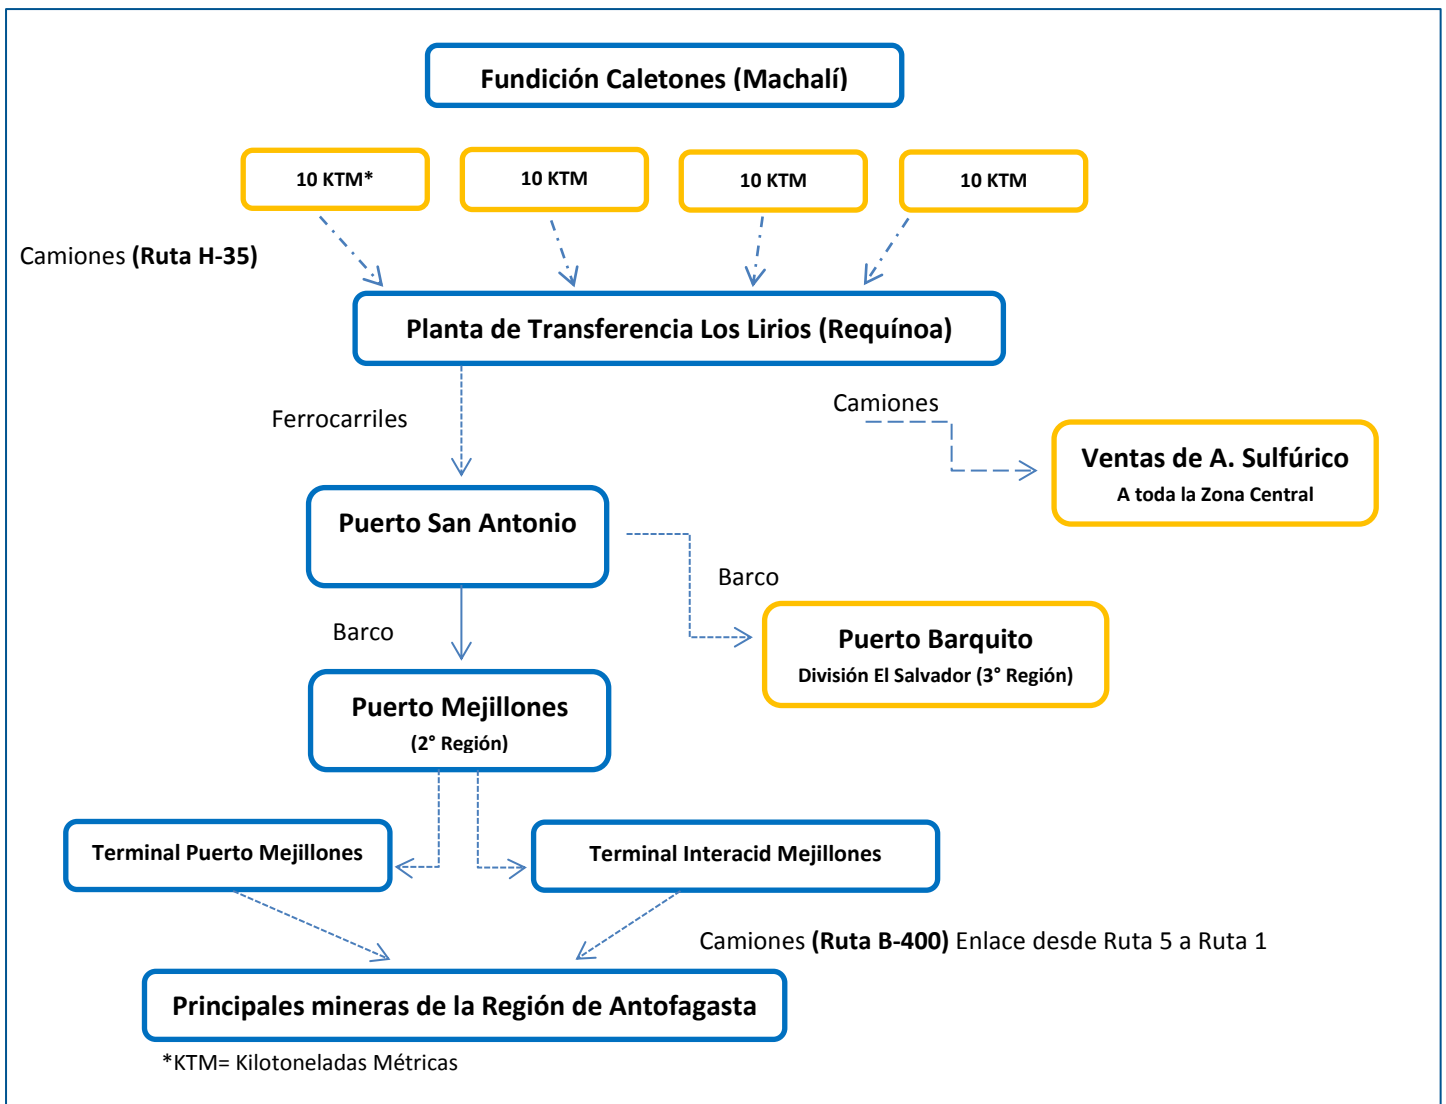 Fundición Caletones (Machalí)
10 KTM*
10 KTM
10 KTM
10 KTM
Camiones (Ruta H-35)
Planta de Transferencia Los Lirios (Requínoa)
Ferrocarriles
Camiones
Ventas de A. Sulfúrico
A toda la Zona Central
Puerto San Antonio
Barco
Barco
Puerto Barquito
División El Salvador (3° Región)
Puerto Mejillones
(2° Región)
Terminal Puerto Mejillones
Terminal Interacid Mejillones
Camiones (Ruta B-400) Enlace desde Ruta 5 a Ruta 1
Principales mineras de la Región de Antofagasta
*KTM= Kilotoneladas Métricas